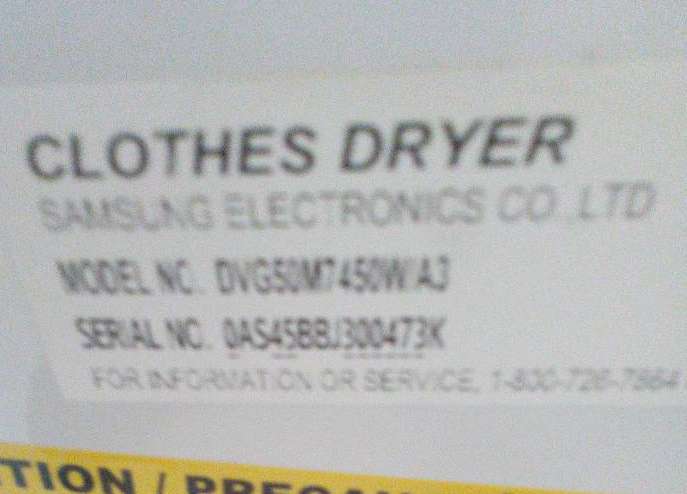 CLOTHES DRYER
SAMSUNG ELECTRONICS CO.,LTD
MODEL NO. DVG50M7450W/A3
SERIAL NO. 0AS45BBJ300473K
FOR INFORMATION OR SERVICE, 1-800-726-7864
TION /